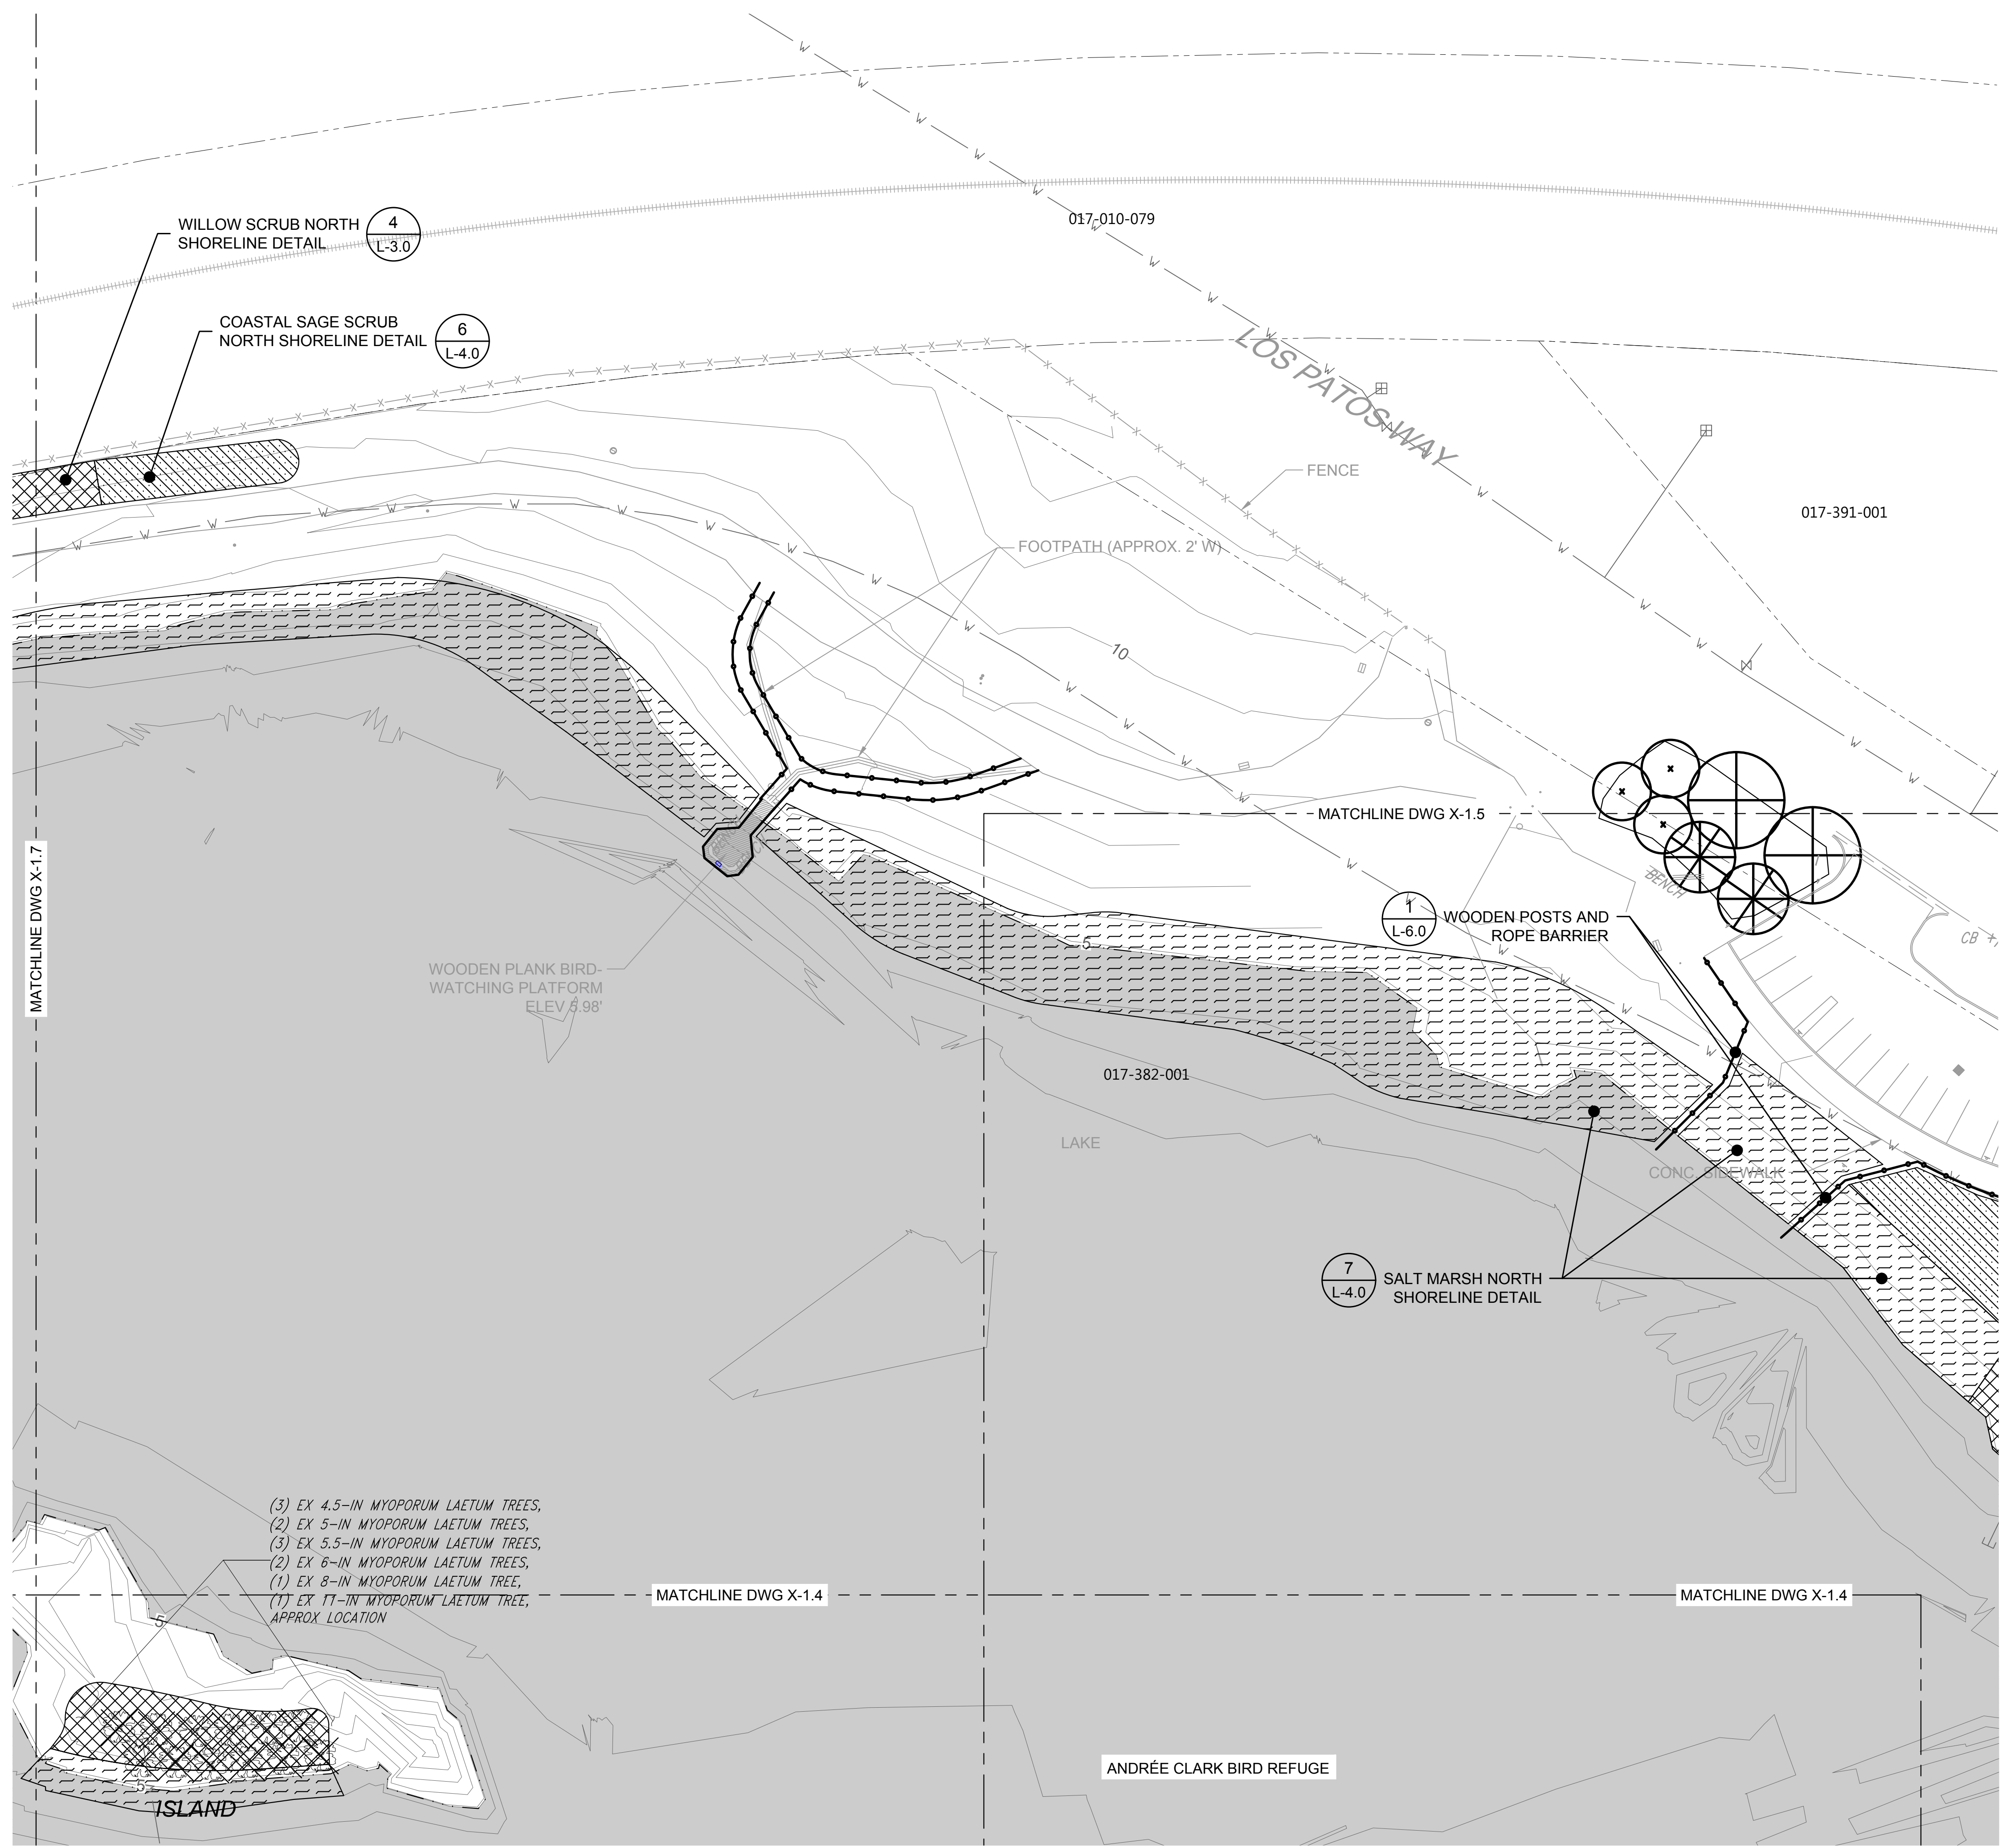 017-010-079
WILLOW SCRUB NORTH
SHORELINE DETAIL
4
L-3.0
COASTAL SAGE SCRUB
NORTH SHORELINE DETAIL
6
L-4.0
LOS PATOS WAY
FENCE
017-391-001
FOOTPATH (APPROX. 2' W)
10
MATCHLINE DWG X-1.5
MATCHLINE DWG X-1.7
BENCH
1
L-6.0
WOODEN POSTS AND
ROPE BARRIER
CB
5
WOODEN PLANK BIRD-
WATCHING PLATFORM
ELEV 5.98'
017-382-001
LAKE
CONC. SIDEWALK
7
L-4.0
SALT MARSH NORTH
SHORELINE DETAIL
(3) EX 4.5-IN MYOPORUM LAETUM TREES,
(2) EX 5-IN MYOPORUM LAETUM TREES,
(3) EX 5.5-IN MYOPORUM LAETUM TREES,
(2) EX 6-IN MYOPORUM LAETUM TREES,
(1) EX 8-IN MYOPORUM LAETUM TREE,
(1) EX 11-IN MYOPORUM LAETUM TREE,
APPROX LOCATION
MATCHLINE DWG X-1.4
MATCHLINE DWG X-1.4
5
ANDRÉE CLARK BIRD REFUGE
5
ISLAND